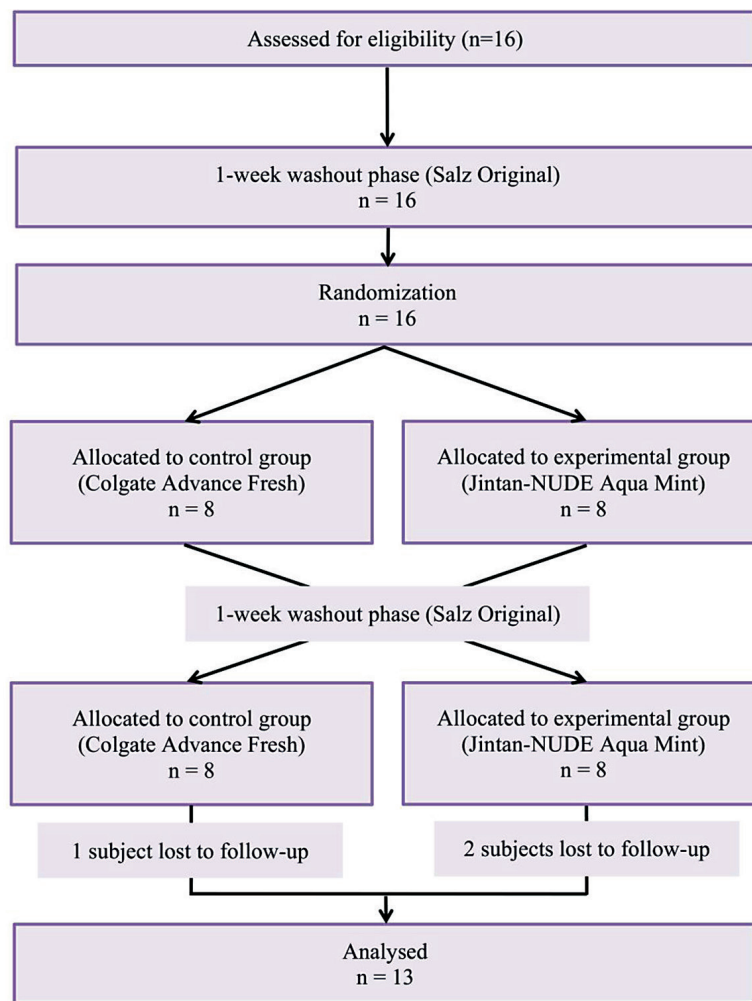 Assessed for eligibility (n=16)
1-week washout phase (Salz Original)
n = 16
Randomization
n = 16
Allocated to control group
(Colgate Advance Fresh)
n = 8
Allocated to experimental group
(Jintan-NUDE Aqua Mint)
n = 8
1-week washout phase (Salz Original)
Allocated to control group
(Colgate Advance Fresh)
n = 8
Allocated to experimental group
(Jintan-NUDE Aqua Mint)
n = 8
1 subject lost to follow-up
2 subjects lost to follow-up
Analysed
n = 13